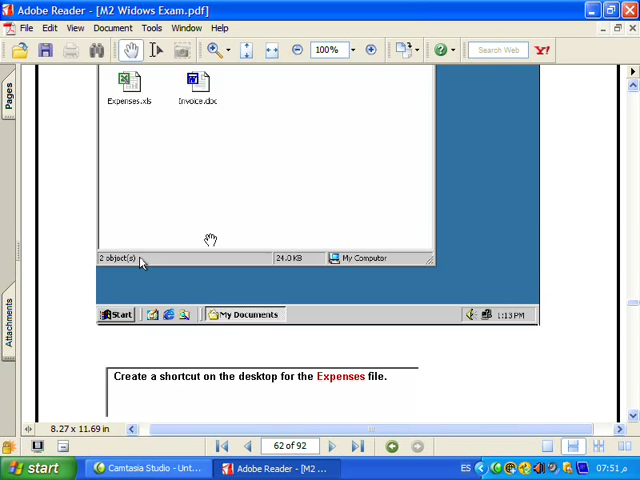 Adobe Reader - [M2 Widows Exam.pdf]
File Edit View Document Tools Window Help
100%
Search Web
Y!
Pages
Attachments
Expenses.xls
Invoice.doc
2 object(s)
24.0 KB
My Computer
Start
My Documents
1:13 PM
Create a shortcut on the desktop for the Expenses file.
8.27 x 11.69 in
62 of 92
start
Camtasia Studio - Unt...
Adobe Reader - [M2 ...
ES
م 07:51